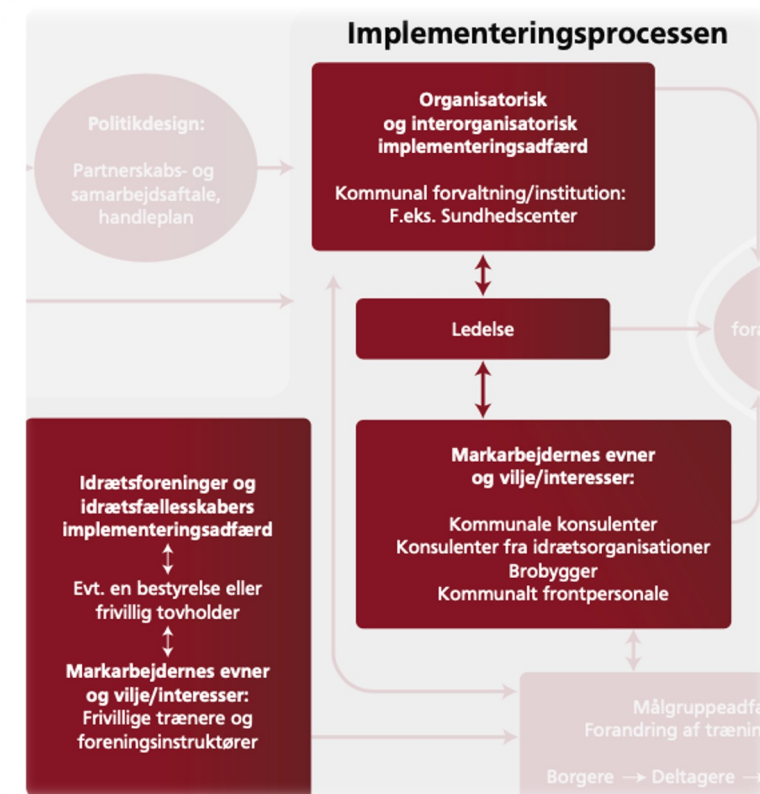 Implementeringsprocessen
Politikdesign:
Partnerskabs- og
samarbejdsaftale,
handleplan
Organisatorisk
og interorganisatorisk
implementeringsadfærd
Kommunal forvaltning/institution:
F.eks. Sundhedscenter
Ledelse
Markarbejdernes evner
og vilje/interesser:
Kommunale konsulenter
Konsulenter fra idrætsorganisationer
Brobygger
Kommunalt frontpersonale
Idrætsforeninger og
idrætsfællesskabers
implementeringsadfærd
Evt. en bestyrelse eller
frivillig tovholder
Markarbejdernes evner
og vilje/interesser:
Frivillige trænere og
foreningsinstruktører
Forandring af
Borgere → Deltagere →